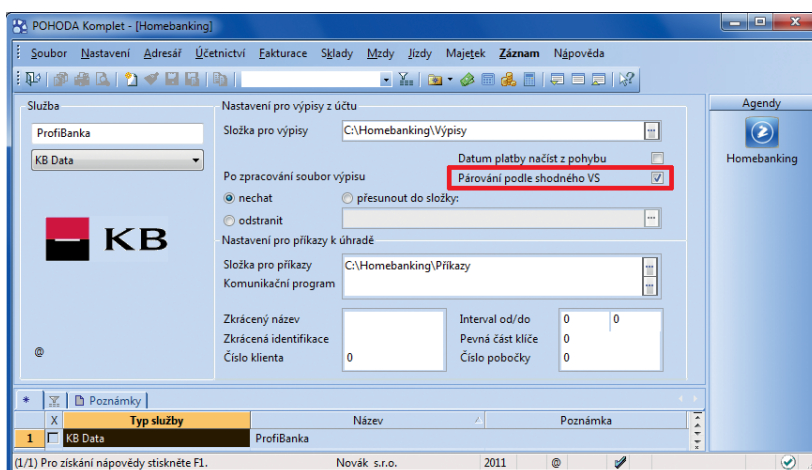 POHODA Komplet - [Homebanking]
Soubor Nastavení Adresář Účetnictví Fakturace Sklady Mzdy Jízdy Majetek Záznam Nápověda
Služba
ProfiBanka
KB Data
KB
@
Nastavení pro výpisy z účtu
Složka pro výpisy C:\Homebanking\Výpisy
Datum platby načíst z pohybu
Po zpracování soubor výpisu
Párování podle shodného VS
nechat přesunout do složky:
odstranit
Nastavení pro příkazy k úhradě
Složka pro příkazy C:\Homebanking\Příkazy
Komunikační program
Zkrácený název Interval od/do 0 0
Zkrácená identifikace Pevná část klíče 0
Číslo klienta 0 Číslo pobočky 0
Agendy
Homebanking
* Poznámky
X Typ služby Název Poznámka
1 KB Data ProfiBanka
(1/1) Pro získání nápovědy stiskněte F1. Novák s.r.o. 2011 @